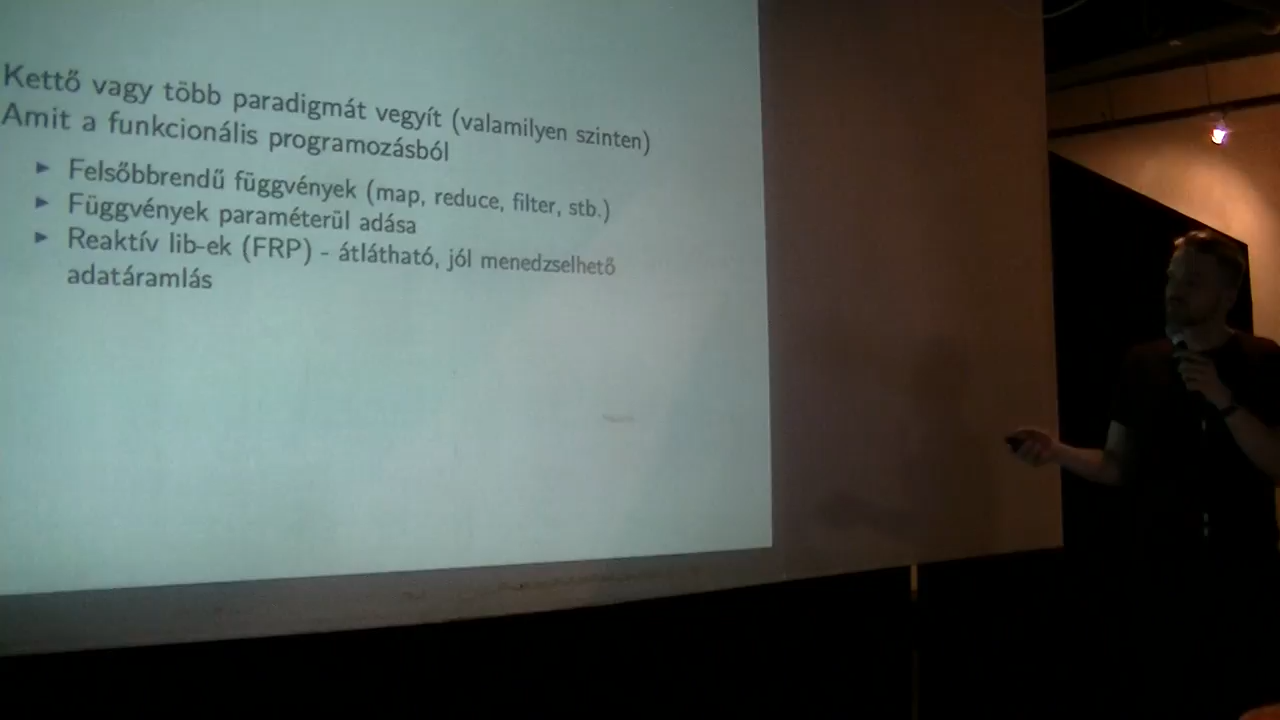 Kettő vagy több paradigmát vegyít (valamilyen szinten)
Amit a funkcionális programozásból
► Felsőbbrendű függvények (map, reduce, filter, stb.)
► Függvények paraméterül adása
► Reaktív lib-ek (FRP) - átlátható, jól menedzselhető
adatáramlás